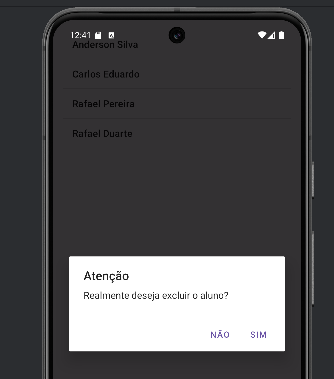 12:41
Anderson Silva
Carlos Eduardo
Rafael Pereira
Rafael Duarte
Atenção
Realmente deseja excluir o aluno?
NÃO SIM